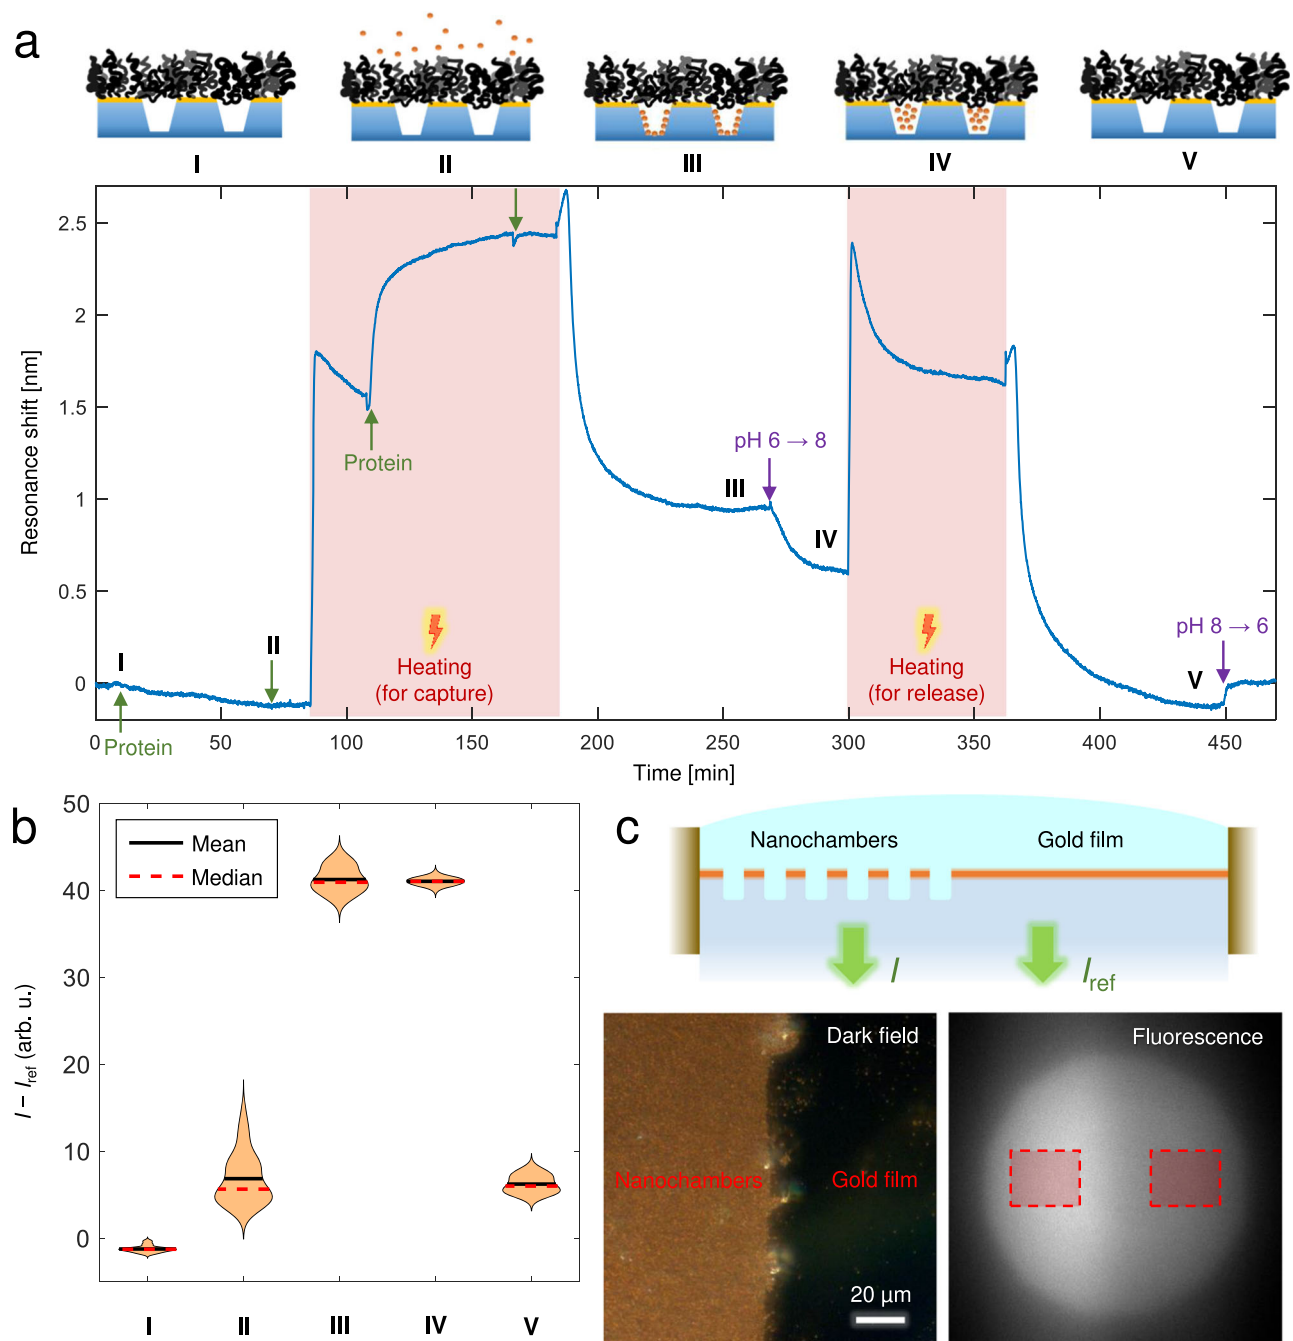 a
I
II
III
IV
V
Resonance shift [nm]
2.5
2
1.5
1
0.5
0
Protein
pH 6 → 8
III
IV
I
II
Heating
(for capture)
Heating
(for release)
pH 8 → 6
V
Protein
0
50
100
150
200
250
300
350
400
450
Time [min]
b
Mean
Median
I − Iref (arb. u.)
50
40
30
20
10
0
I
II
III
IV
V
c
Nanochambers
Gold film
I
Iref
Dark field
Nanochambers
Gold film
20 µm
Fluorescence